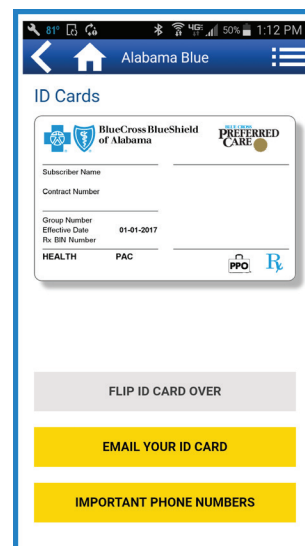 81° 4G 50% 1:12 PM
Alabama Blue
ID Cards
BlueCross BlueShield
of Alabama
BLUE CROSS
PREFERRED
CARE
Subscriber Name
Contract Number
Group Number
Effective Date 01-01-2017
Rx BIN Number
HEALTH PAC
PPO Rx
FLIP ID CARD OVER
EMAIL YOUR ID CARD
IMPORTANT PHONE NUMBERS